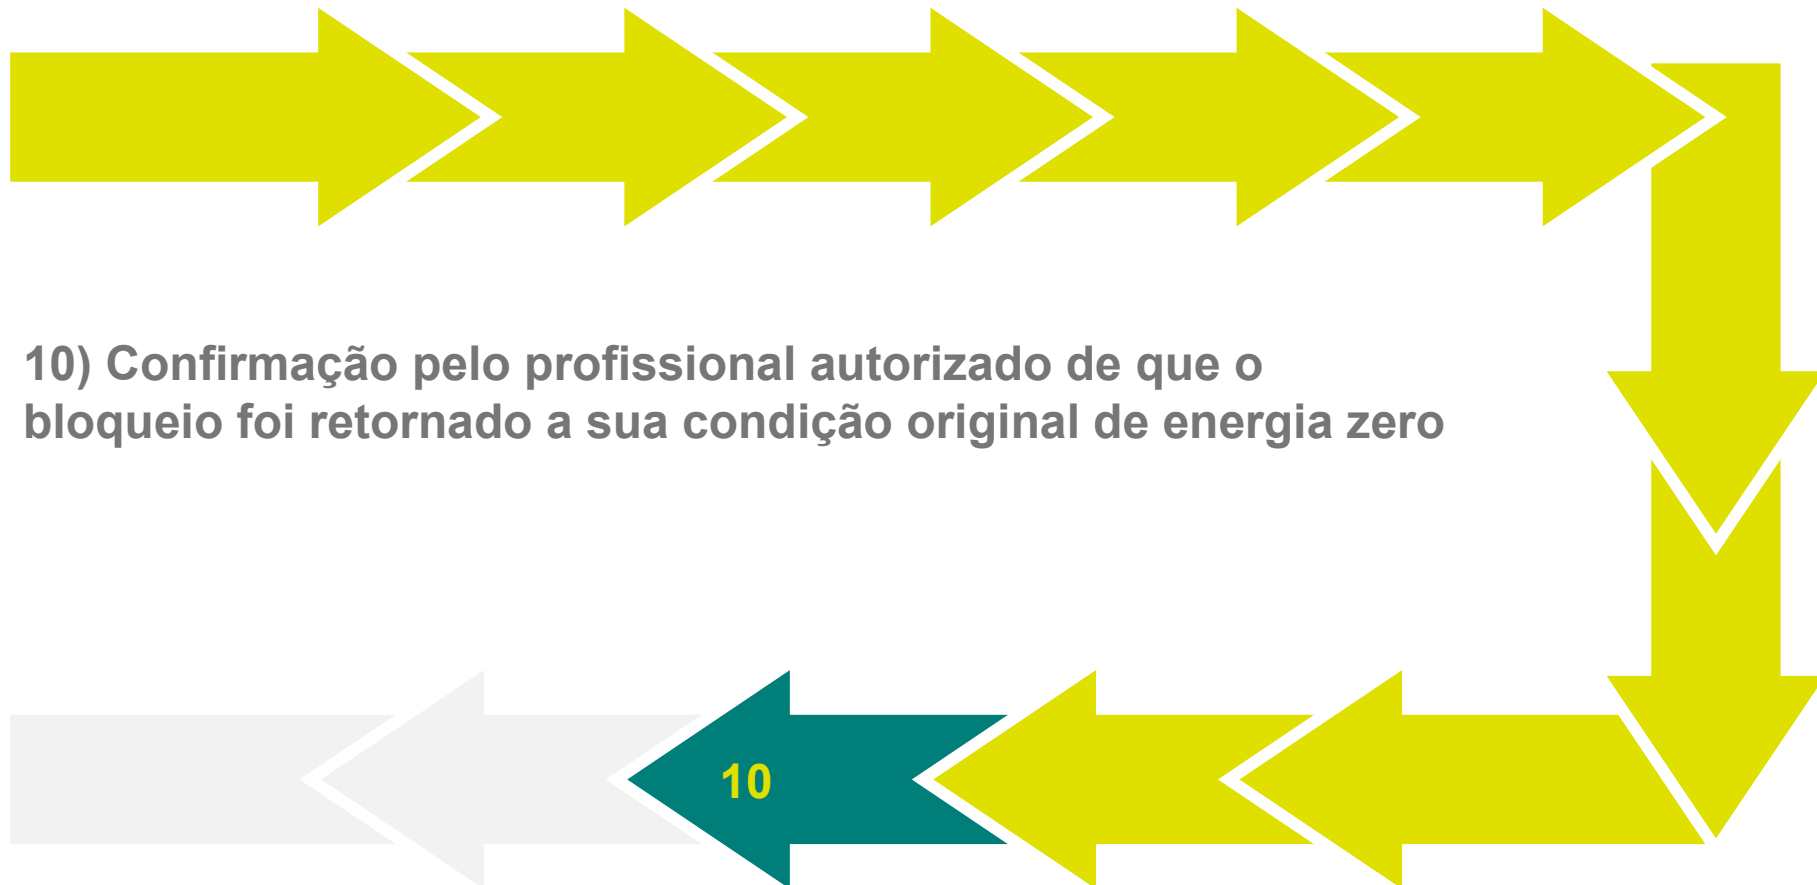 10) Confirmação pelo profissional autorizado de que o
bloqueio foi retornado a sua condição original de energia zero
10